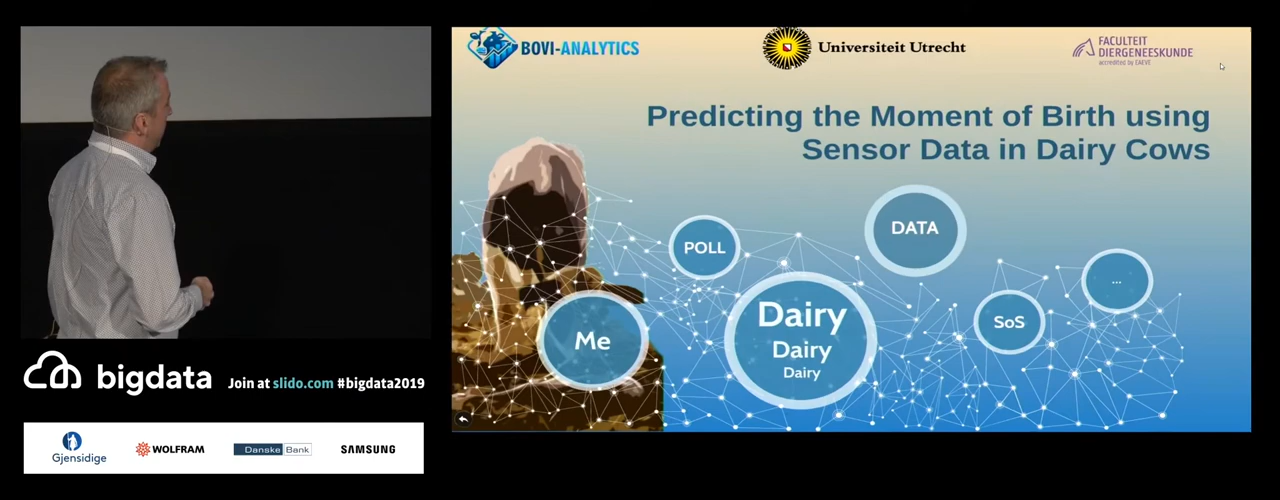 BOVI-ANALYTICS
Universiteit Utrecht
FACULTEIT
DIERGENEESKUNDE
accredited by EAEVE
Predicting the Moment of Birth using
Sensor Data in Dairy Cows
POLL
DATA
...
Me
Dairy
Dairy
Dairy
SoS
bigdata
Join at slido.com #bigdata2019
Gjensidige
WOLFRAM
Danske Bank
SAMSUNG